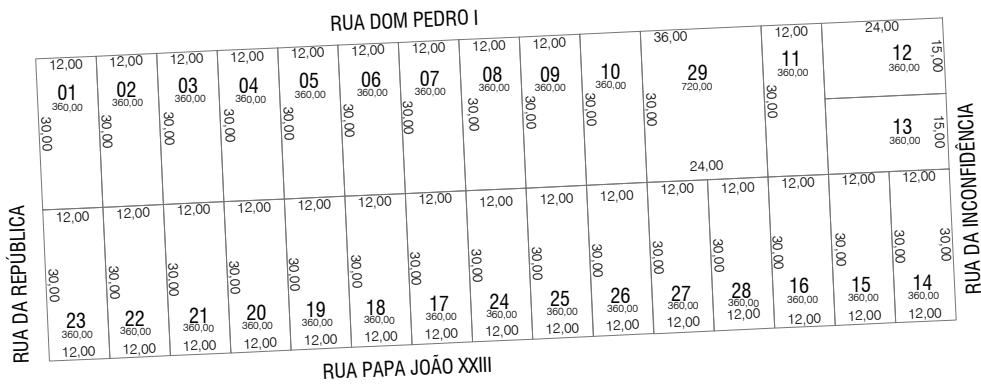 RUA DOM PEDRO I
12,00 12,00 12,00 12,00 12,00 12,00 12,00 12,00 12,00 36,00 12,00 24,00
01 02 03 04 05 06 07 08 09 10 29 11 12
360,00 360,00 360,00 360,00 360,00 360,00 360,00 360,00 360,00 360,00 720,00 360,00 360,00
15,00
30,00 30,00 30,00 30,00 30,00 30,00 30,00 30,00 30,00 30,00 30,00
13
360,00
15,00
24,00
RUA DA REPÚBLICA
RUA DA INCONFIDÊNCIA
12,00 12,00 12,00 12,00 12,00 12,00 12,00 12,00 12,00 12,00 12,00 12,00 12,00 12,00 12,00
30,00 30,00 30,00 30,00 30,00 30,00 30,00 30,00 30,00 30,00 30,00 30,00 30,00 30,00 30,00
23 22 21 20 19 18 17 24 25 26 27 28 16 15 14
360,00 360,00 360,00 360,00 360,00 360,00 360,00 360,00 360,00 360,00 360,00 360,00 360,00 360,00 360,00
12,00 12,00 12,00 12,00 12,00 12,00 12,00 12,00 12,00 12,00 12,00 12,00 12,00 12,00 12,00
RUA PAPA JOÃO XXIII